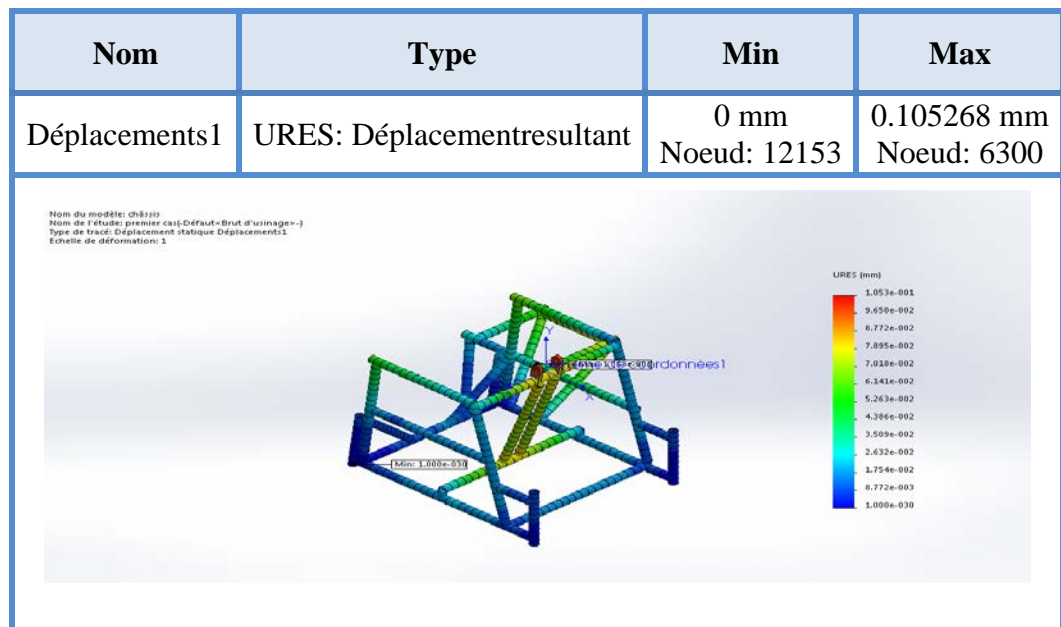 Nom
Type
Min
Max
Déplacements1
URES: Déplacementresultant
0 mm
Noeud: 12153
0.105268 mm
Noeud: 6300
Nom du modèle: châssis
Nom de l'étude: premier cas(-Défaut<Brut d'usinage>-)
Type de tracé: Déplacement statique Déplacements1
Echelle de déformation: 1
URES (mm)
1.053e-001
9.650e-002
8.772e-002
7.895e-002
7.018e-002
6.141e-002
5.263e-002
4.386e-002
3.509e-002
2.632e-002
1.754e-002
8.772e-003
1.000e-030
Y
X
Min: 1.000e-030